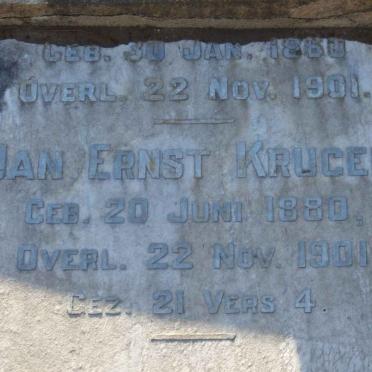 GEB. 30 JAN. 1880
OVERL. 22 NOV. 1901.
JAN ERNST KRUGER
GEB. 20 JUNI 1880,
OVERL. 22 NOV. 1901
GEZ. 21 VERS 4